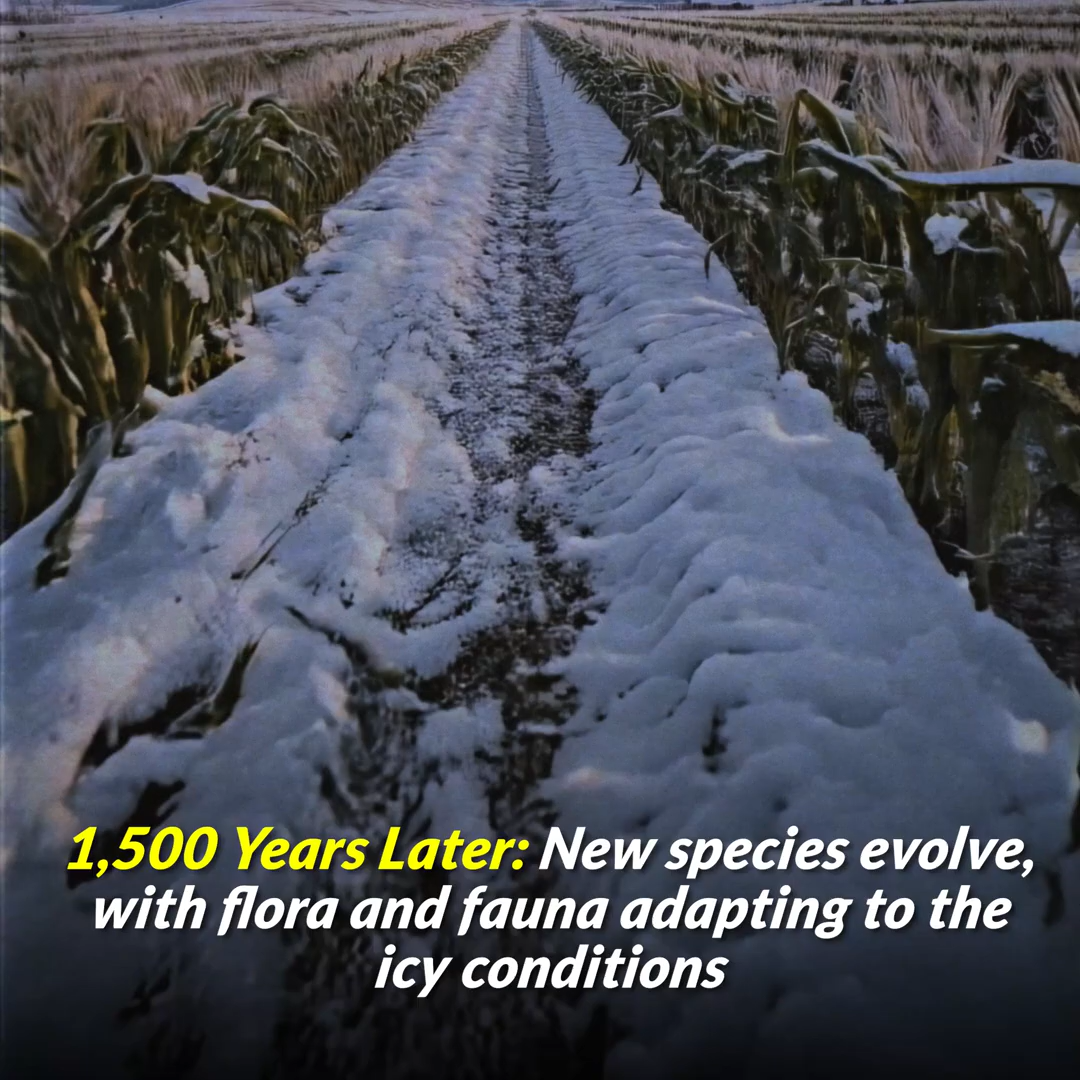 1,500 Years Later: New species evolve,
with flora and fauna adapting to the
icy conditions